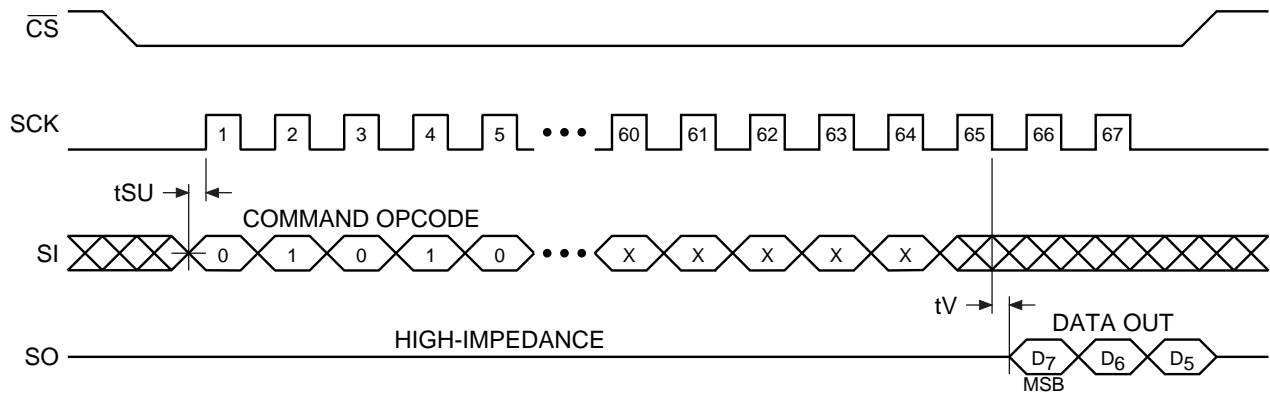 CS
SCK 1 2 3 4 5 ••• 60 61 62 63 64 65 66 67
tSU
COMMAND OPCODE
SI 0 1 0 1 0 ••• X X X X X
tV
DATA OUT
HIGH-IMPEDANCE
SO D7 D6 D5
MSB